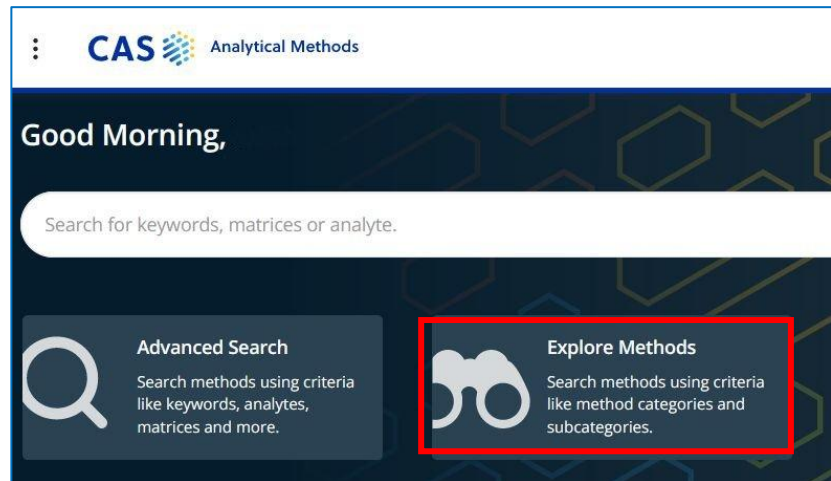 CAS Analytical Methods
Good Morning,
Search for keywords, matrices or analyte.
Advanced Search
Search methods using criteria
like keywords, analytes,
matrices and more.
Explore Methods
Search methods using criteria
like method categories and
subcategories.